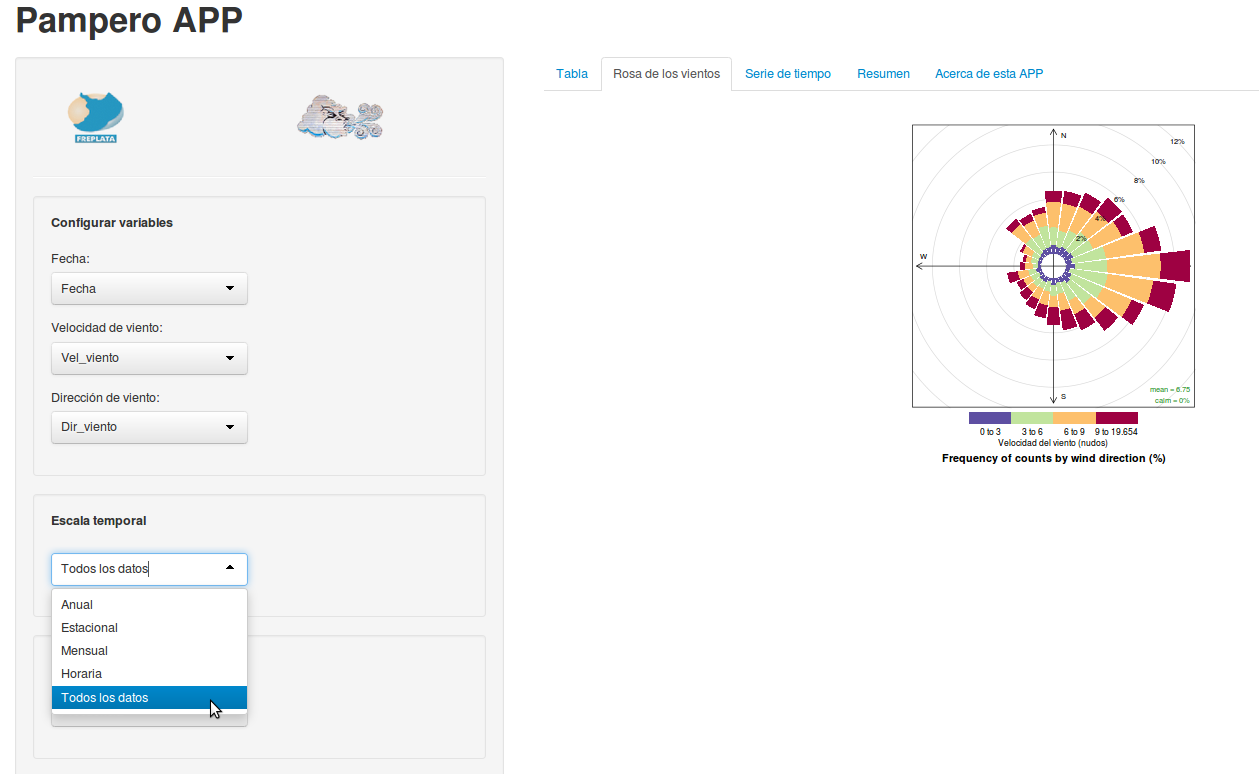 Pampero APP
FREPLATA
Configurar variables
Fecha:
Fecha
Velocidad de viento:
Vel_viento
Dirección de viento:
Dir_viento
Escala temporal
Todos los datos
Anual
Estacional
Mensual
Horaria
Todos los datos
Tabla Rosa de los vientos Serie de tiempo Resumen Acerca de esta APP
N
12%
10%
8%
6%
4%
2%
W
S
mean = 6.75
calm = 0%
0 to 3 3 to 6 6 to 9 9 to 19.654
Velocidad del viento (nudos)
Frequency of counts by wind direction (%)